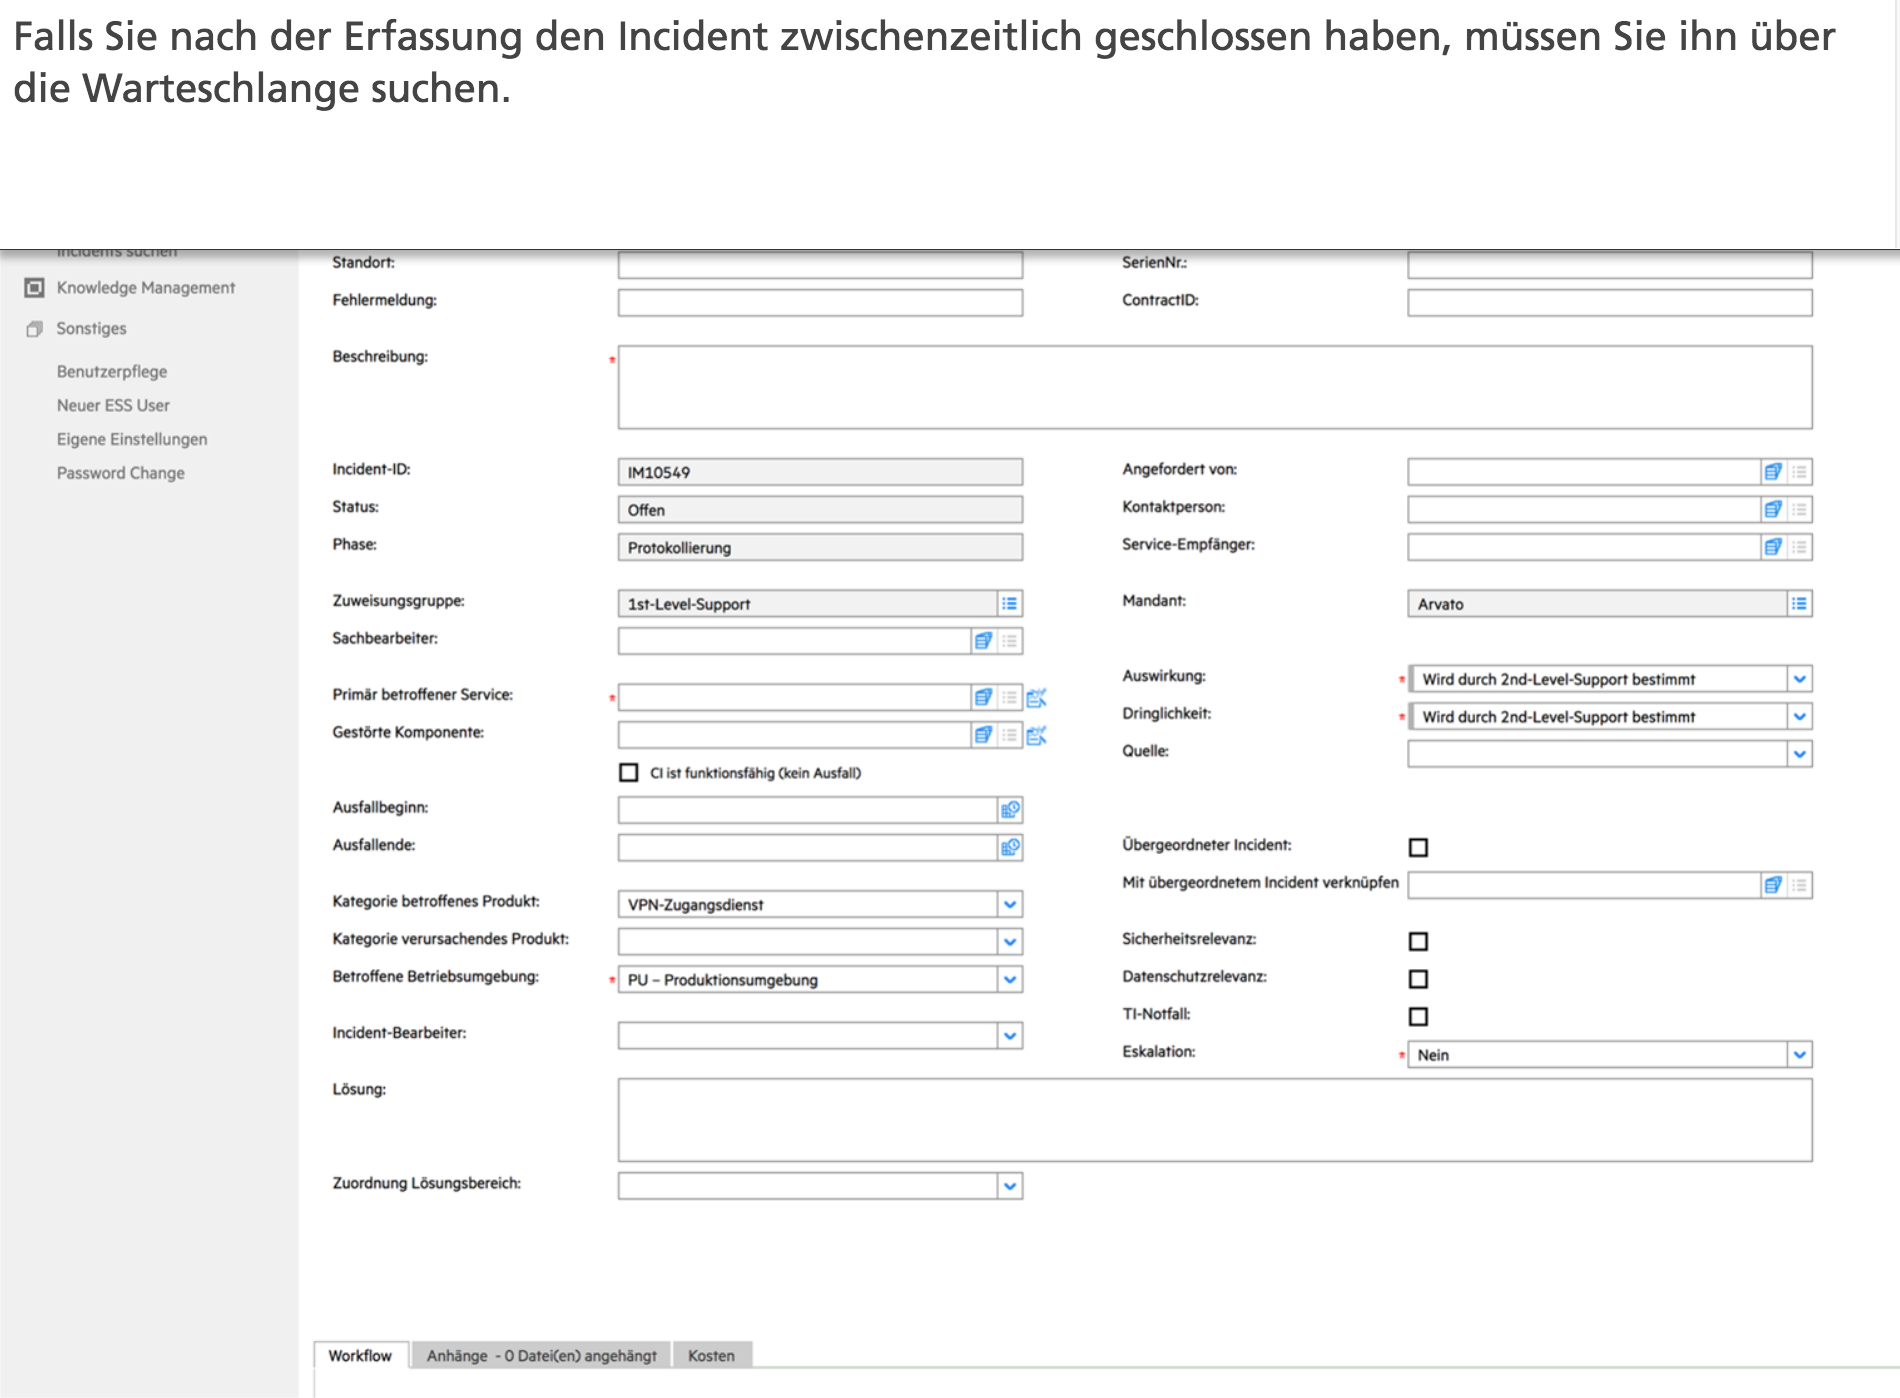 Falls Sie nach der Erfassung den Incident zwischenzeitlich geschlossen haben, müssen Sie ihn über
die Warteschlange suchen.
Incidents suchen
Knowledge Management
Sonstiges
Benutzerpflege
Neuer ESS User
Eigene Einstellungen
Password Change
Standort:
SerienNr.:
Fehlermeldung:
ContractID:
Beschreibung: *
Incident-ID: IM10549
Angefordert von:
Status: Offen
Kontaktperson:
Phase: Protokollierung
Service-Empfänger:
Zuweisungsgruppe: 1st-Level-Support
Mandant: Arvato
Sachbearbeiter:
Auswirkung: * Wird durch 2nd-Level-Support bestimmt
Primär betroffener Service: *
Dringlichkeit: * Wird durch 2nd-Level-Support bestimmt
Gestörte Komponente:
Quelle:
CI ist funktionsfähig (kein Ausfall)
Ausfallbeginn:
Ausfallende:
Übergeordneter Incident:
Mit übergeordnetem Incident verknüpfen
Kategorie betroffenes Produkt: VPN-Zugangsdienst
Kategorie verursachendes Produkt:
Sicherheitsrelevanz:
Betroffene Betriebsumgebung: * PU – Produktionsumgebung
Datenschutzrelevanz:
TI-Notfall:
Incident-Bearbeiter:
Eskalation: * Nein
Lösung:
Zuordnung Lösungsbereich:
Workflow
Anhänge - 0 Datei(en) angehängt
Kosten